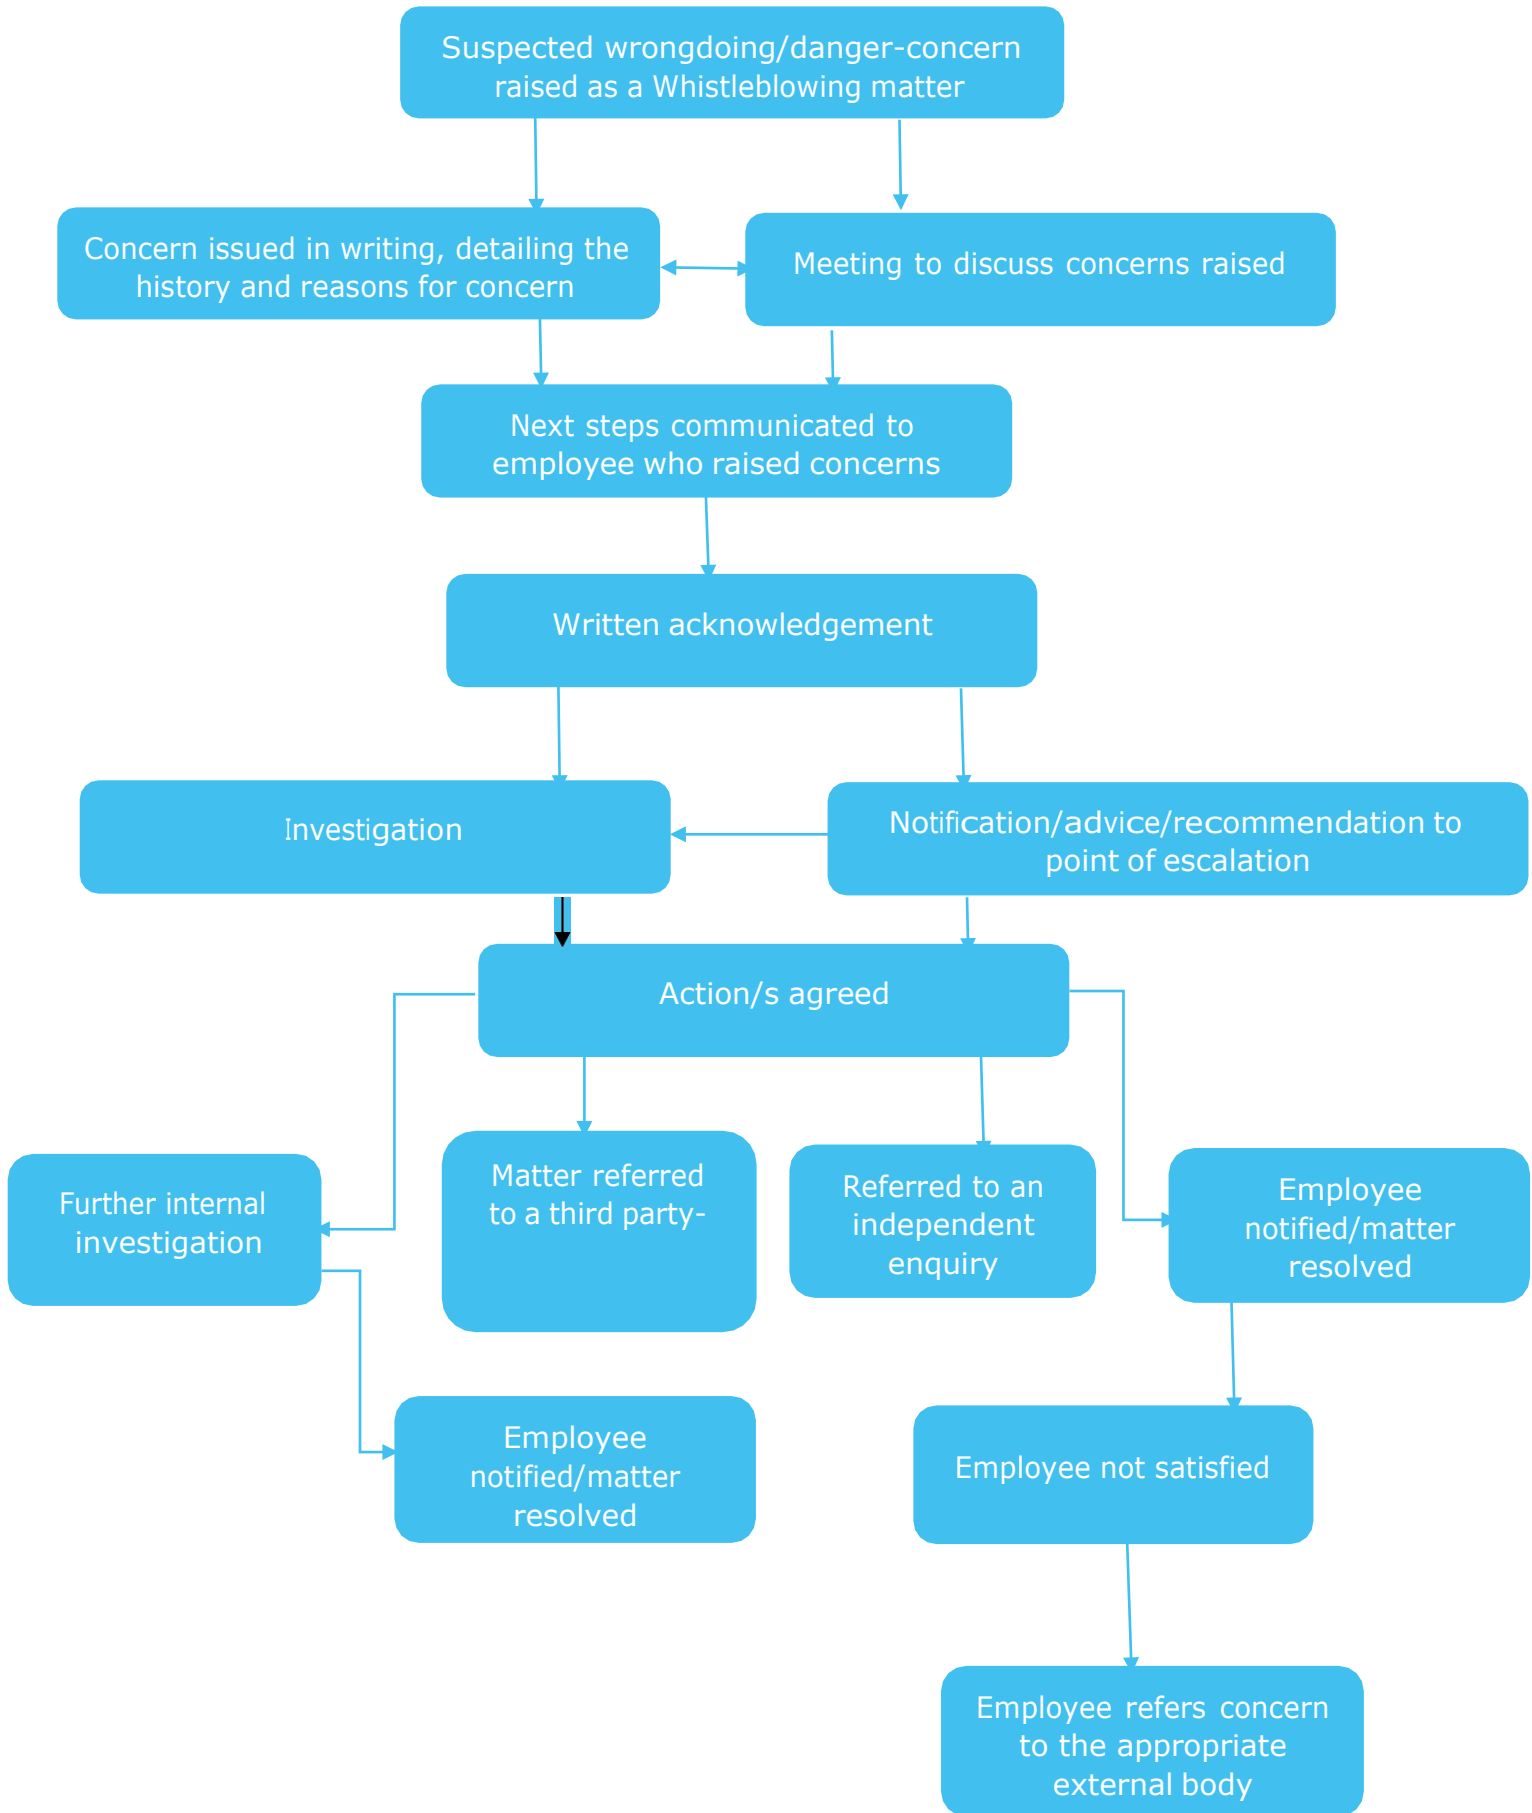 Suspected wrongdoing/danger-concern
raised as a Whistleblowing matter
Concern issued in writing, detailing the
history and reasons for concern
Meeting to discuss concerns raised
Next steps communicated to
employee who raised concerns
Written acknowledgement
Investigation
Notification/advice/recommendation to
point of escalation
Action/s agreed
Further internal
investigation
Matter referred
to a third party-
Referred to an
independent
enquiry
Employee
notified/matter
resolved
Employee
notified/matter
resolved
Employee not satisfied
Employee refers concern
to the appropriate
external body